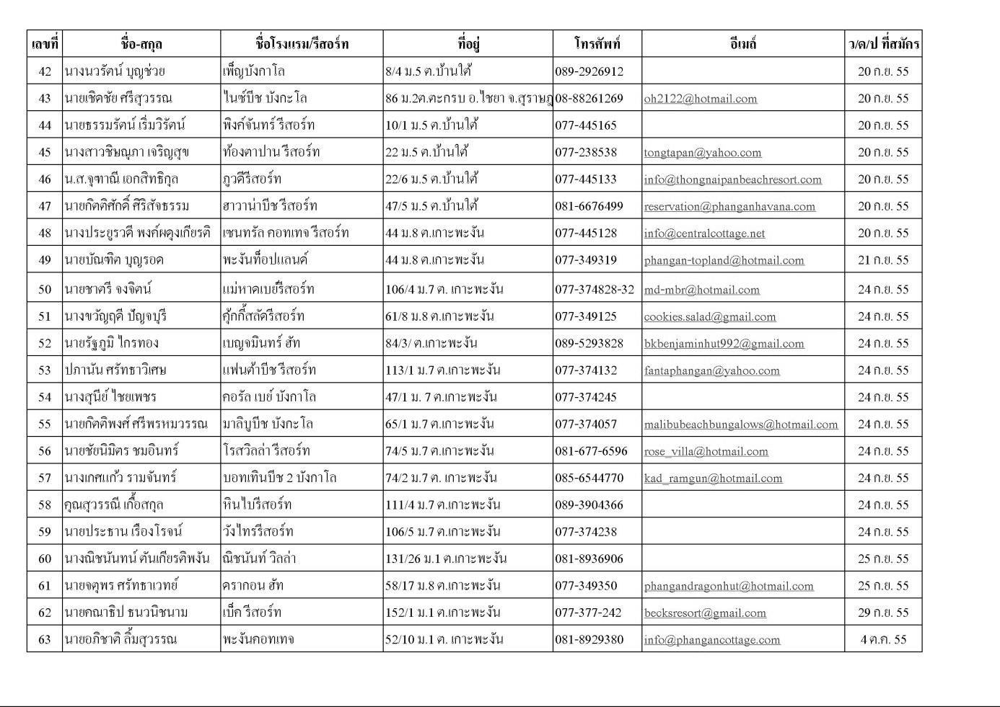 เลขที่ ชื่อ-สกุล ชื่อโรงแรม/รีสอร์ท ที่อยู่ โทรศัพท์ อีเมล์ ว/ด/ป ที่สมัคร
42 นางนวรัตน์ บุญช่วย เพ็ญบังกาโล 8/4 ม.5 ต.บ้านใต้ 089-2926912 20 ก.ย. 55
43 นายเชิดชัย ศรีสุวรรณ ไนซ์บีช บังกะโล 86 ม.2ต.ตะกรบ อ.ไชยา จ.สุราษฎ 08-88261269 oh2122@hotmail.com 20 ก.ย. 55
44 นายธรรมรัตน์ เริ่มวิรัตน์ พิงค์จันทร์ รีสอร์ท 10/1 ม.5 ต.บ้านใต้ 077-445165 20 ก.ย. 55
45 นางสาวชิษณุภา เจริญสุข ท้องตาปาน รีสอร์ท 22 ม.5 ต.บ้านใต้ 077-238538 tongtapan@yahoo.com 20 ก.ย. 55
46 น.ส.จุฑาณี เอกสิทธิกุล ภูวดีรีสอร์ท 22/6 ม.5 ต.บ้านใต้ 077-445133 info@thongnaipanbeachresort.com 20 ก.ย. 55
47 นายกิตติศักดิ์ ศิริสัจธรรม ฮาวาน่าบีช รีสอร์ท 47/5 ม.5 ต.บ้านใต้ 081-6676499 reservation@phanganhavana.com 20 ก.ย. 55
48 นางประยูรวดี พงค์ผดุงเกียรติ เซนทรัล คอทเทจ รีสอร์ท 44 ม.8 ต.เกาะพะงัน 077-445128 info@centralcottage.net 20 ก.ย. 55
49 นายบัณฑิต บุญรอด พะงันท็อปแลนด์ 44 ม.8 ต.เกาะพะงัน 077-349319 phangan-topland@hotmail.com 21 ก.ย. 55
50 นายชาตรี จงจิตน์ แม่หาดเบย์รีสอร์ท 106/4 ม.7 ต. เกาะพะงัน 077-374828-32 md-mbr@hotmail.com 24 ก.ย. 55
51 นางขวัญฤดี ปัญจบุรี คุ้กกี้สลัดรีสอร์ท 61/8 ม.8 ต.เกาะพะงัน 077-349125 cookies.salad@gmail.com 24 ก.ย. 55
52 นายรัฐภูมิ ไกรทอง เบญจมินทร์ ฮัท 84/3/ ต.เกาะพะงัน 089-5293828 bkbenjaminhut992@gmail.com 24 ก.ย. 55
53 ปภานัน ศรัทธาวิเศษ แฟนต้าบีช รีสอร์ท 113/1 ม.7 ต.เกาะพะงัน 077-374132 fantaphangan@yahoo.com 24 ก.ย. 55
54 นางสุนีย์ ไชยเพชร คอรัล เบย์ บังกาโล 47/1 ม. 7 ต.เกาะพะงัน 077-374245 24 ก.ย. 55
55 นายกิตติพงศ์ ศรีพรหมวรรณ มาลิบูบีช บังกะโล 65/1 ม.7 ต.เกาะพะงัน 077-374057 malibubeachbungalows@hotmail.com 24 ก.ย. 55
56 นายชัยนิมิตร ชมอินทร์ โรสวิลล่า รีสอร์ท 74/5 ม.7 ต.เกาะพะงัน 081-677-6596 rose_villa@hotmail.com 24 ก.ย. 55
57 นางเกศแก้ว รามจันทร์ บอทเทินบีช 2 บังกาโล 74/2 ม.7 ต. เกาะพะงัน 085-6544770 kad_ramgun@hotmail.com 24 ก.ย. 55
58 คุณสุวรรณี เกื้อสกุล หินไบรีสอร์ท 111/4 ม.7 ต.เกาะพะงัน 089-3904366 24 ก.ย. 55
59 นายประธาน เรืองโรจน์ วังไทรรีสอร์ท 106/5 ม.7 ต.เกาะพะงัน 077-374238 24 ก.ย. 55
60 นางณิชนันทน์ ตันเกียรติพงัน ณิชนันท์ วิลล่า 131/26 ม.1 ต.เกาะพะงัน 081-8936906 25 ก.ย. 55
61 นายจตุพร ศรัทธาเวทย์ ดรากอน ฮัท 58/17 ม.8 ต.เกาะพะงัน 077-349350 phangandragonhut@hotmail.com 25 ก.ย. 55
62 นายคณาธิป ธนวนิชนาม เบ็ค รีสอร์ท 152/1 ม.1 ต.เกาะพะงัน 077-377-242 becksresort@gmail.com 29 ก.ย. 55
63 นายอภิชาติ ลิ้มสุวรรณ พะงันคอทเทจ 52/10 ม.1 ต. เกาะพะงัน 081-8929380 info@phangancottage.com 4 ต.ค. 55